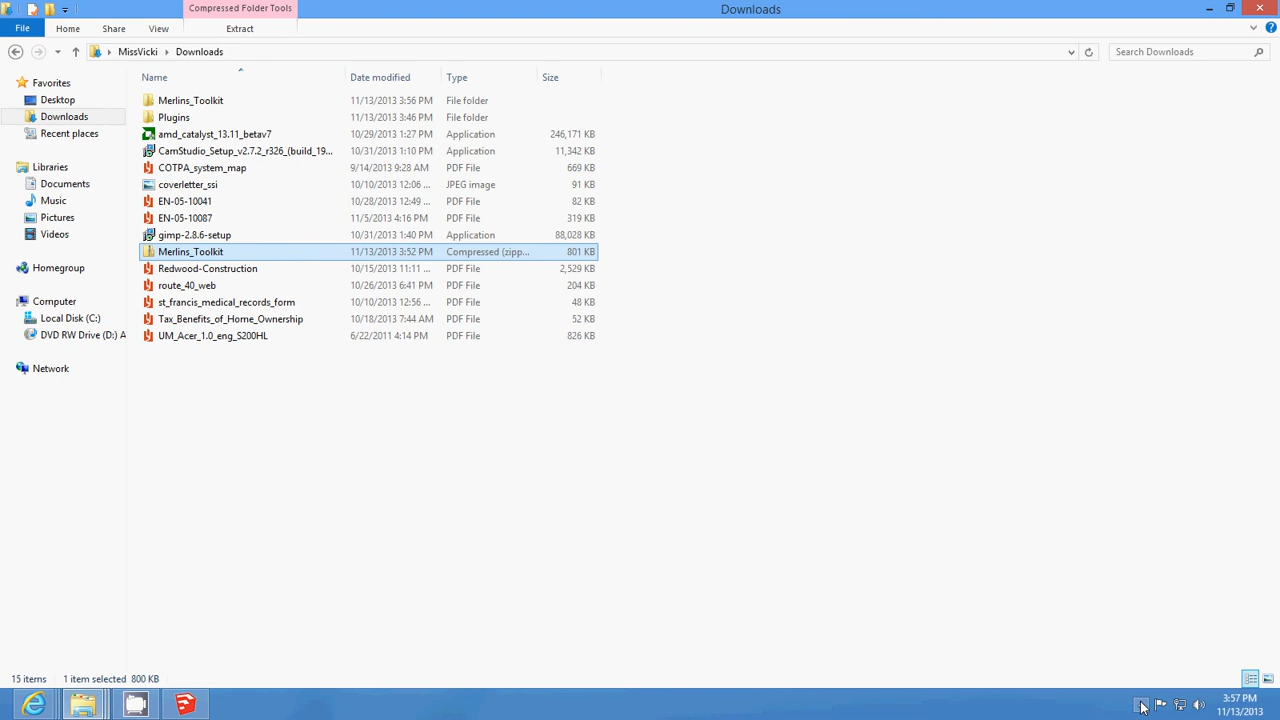 Compressed Folder Tools
Downloads
File Home Share View Extract
MissVicki Downloads Search Downloads
Name Date modified Type Size
Favorites
Desktop
Downloads
Recent places
Libraries
Documents
Music
Pictures
Videos
Homegroup
Computer
Local Disk (C:)
DVD RW Drive (D:) A
Network
Merlins_Toolkit 11/13/2013 3:56 PM File folder
Plugins 11/13/2013 3:46 PM File folder
amd_catalyst_13.11_betav7 10/29/2013 1:27 PM Application 246,171 KB
CamStudio_Setup_v2.7.2_r326_(build_19... 10/31/2013 1:10 PM Application 11,342 KB
COTPA_system_map 9/14/2013 9:28 AM PDF File 669 KB
coverletter_ssi 10/10/2013 12:06 ... JPEG image 91 KB
EN-05-10041 10/28/2013 12:49 ... PDF File 82 KB
EN-05-10087 11/5/2013 4:16 PM PDF File 319 KB
gimp-2.8.6-setup 10/31/2013 1:40 PM Application 88,028 KB
Merlins_Toolkit 11/13/2013 3:52 PM Compressed (zipp... 801 KB
Redwood-Construction 10/15/2013 11:11 ... PDF File 2,529 KB
route_40_web 10/26/2013 6:41 PM PDF File 204 KB
st_francis_medical_records_form 10/10/2013 12:56 ... PDF File 48 KB
Tax_Benefits_of_Home_Ownership 10/18/2013 7:44 AM PDF File 52 KB
UM_Acer_1.0_eng_S200HL 6/22/2011 4:14 PM PDF File 826 KB
15 items 1 item selected 800 KB
3:57 PM
11/13/2013